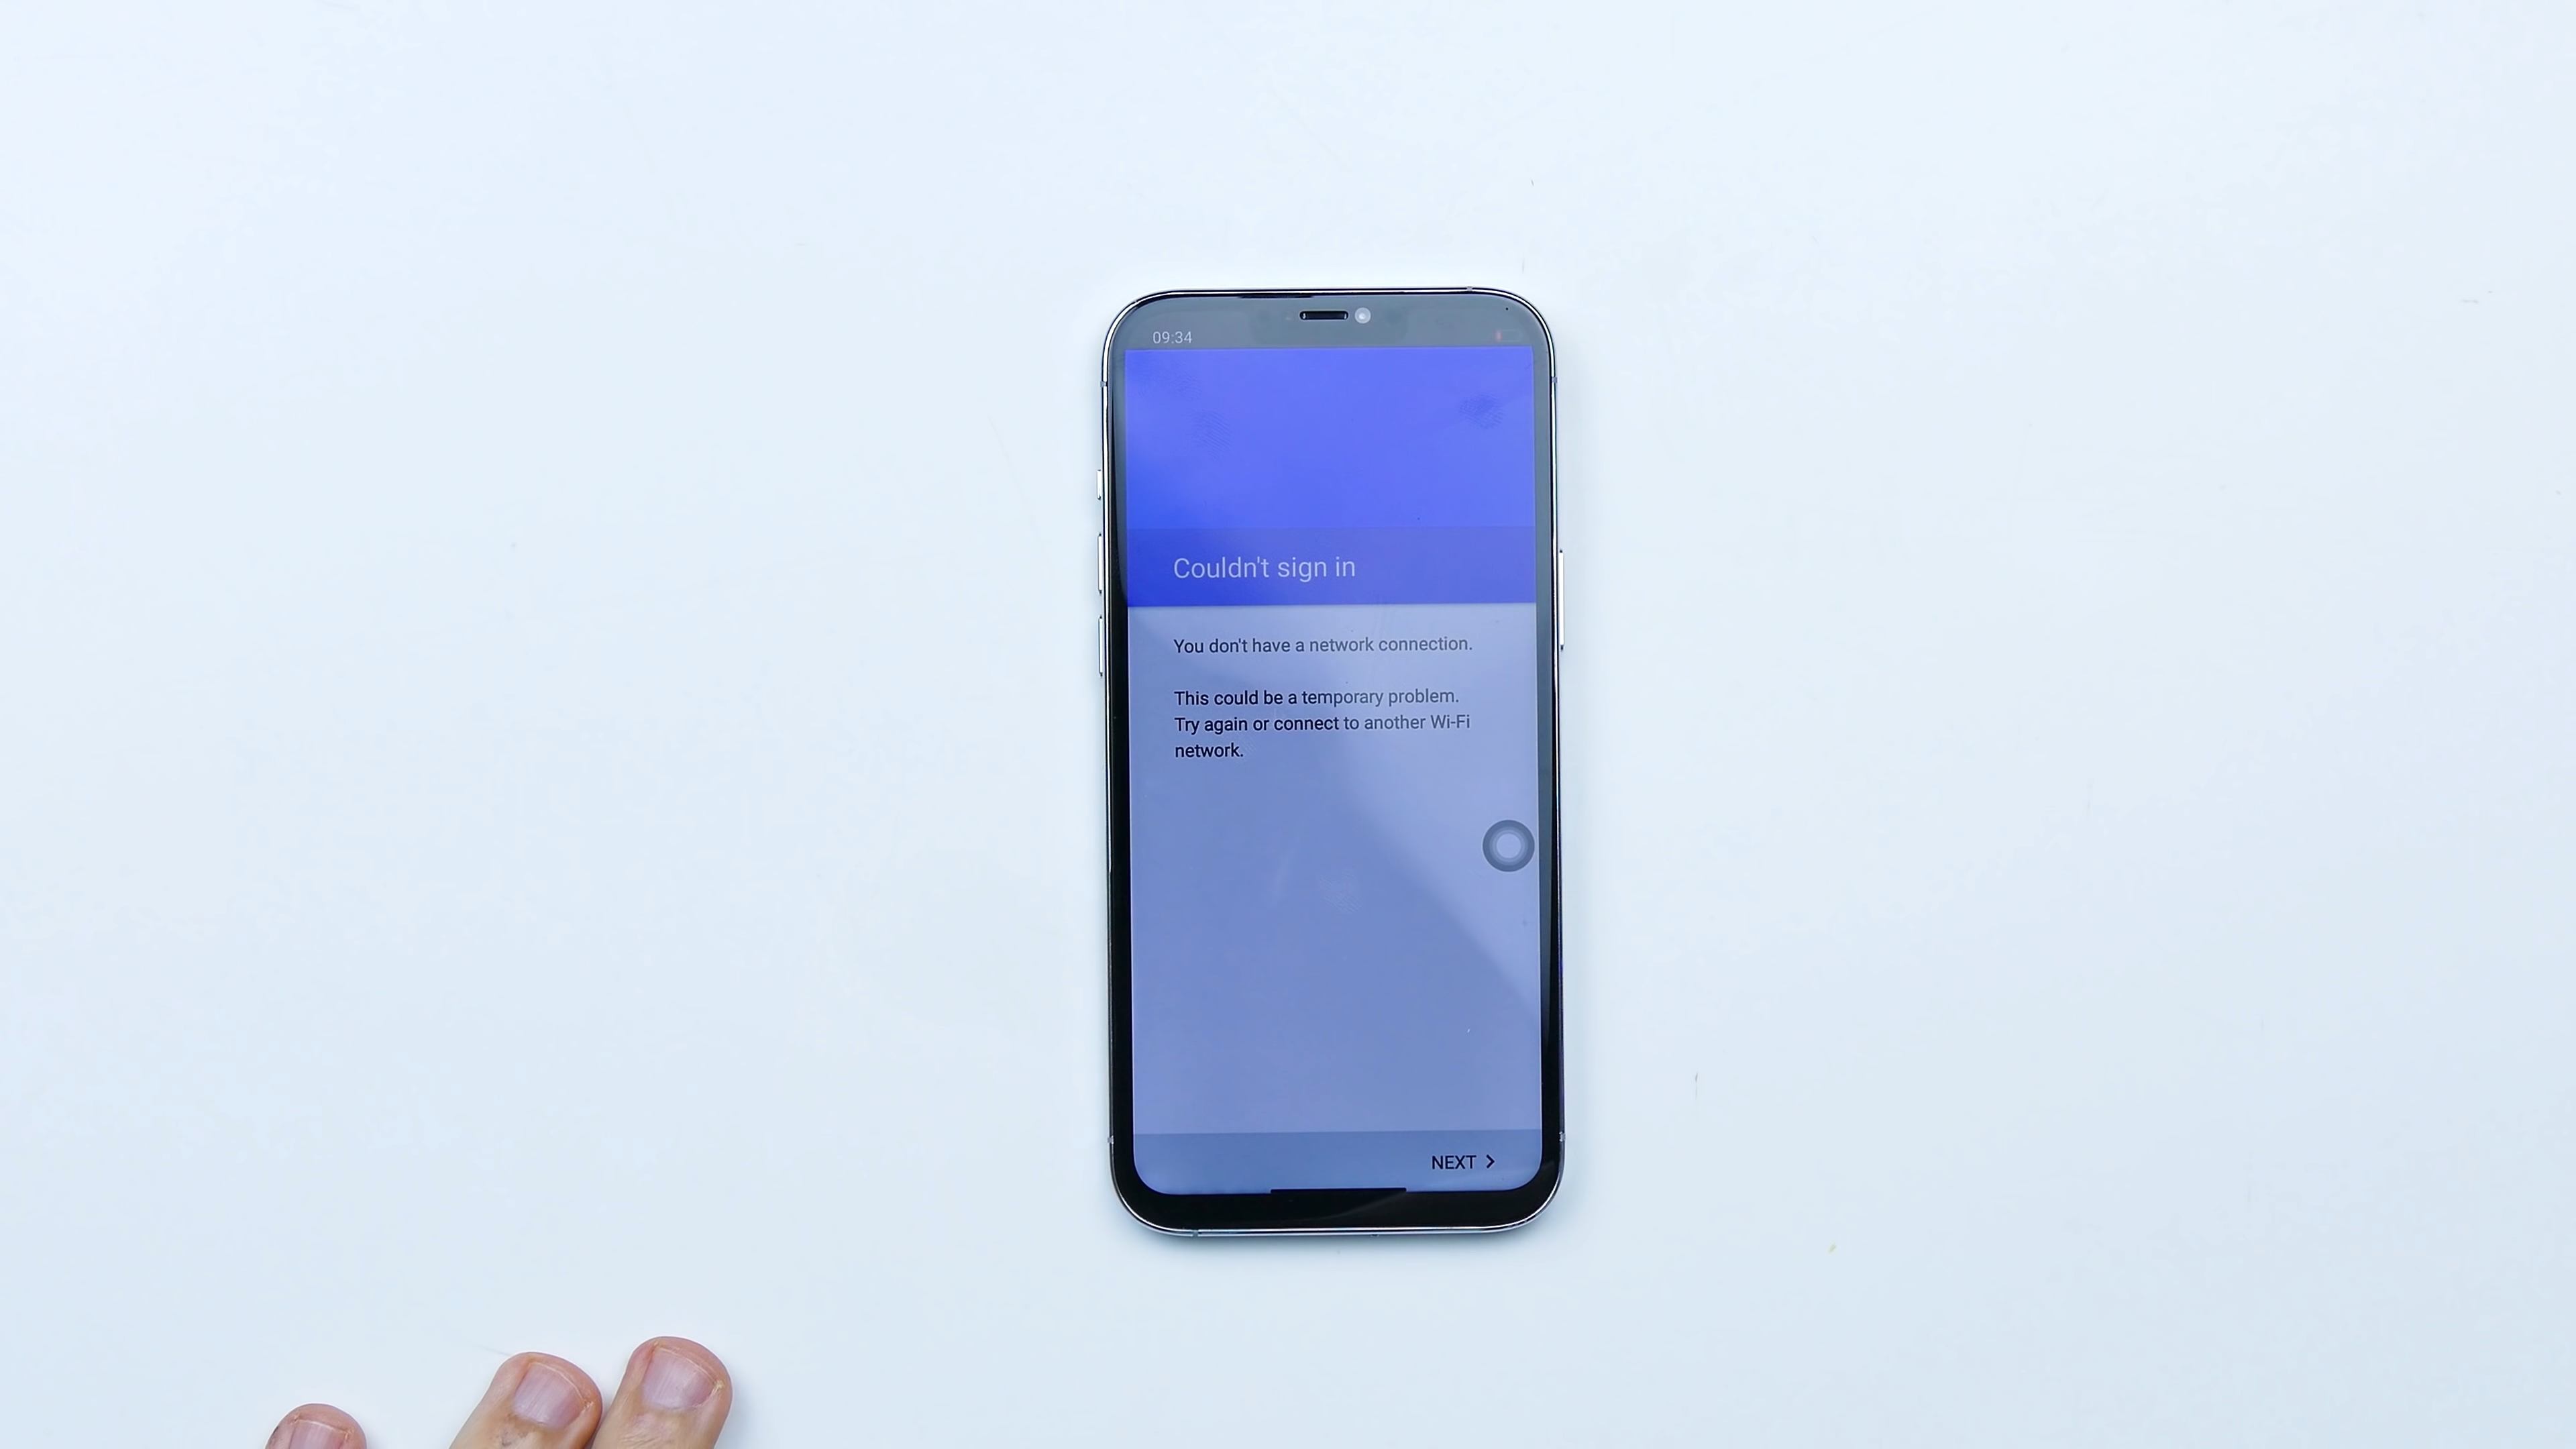 09:34
Couldn't sign in
You don't have a network connection.
This could be a temporary problem.
Try again or connect to another Wi-Fi
network.
NEXT